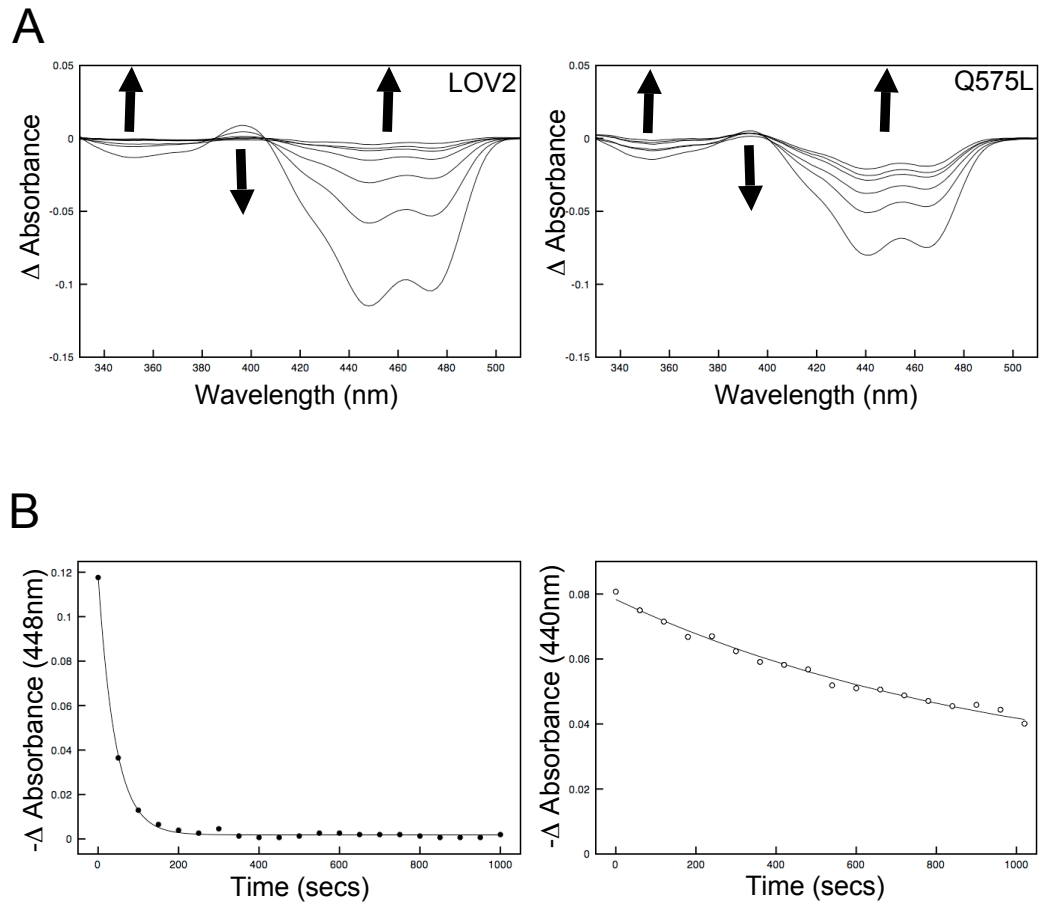 A
LOV2
Δ Absorbance
0.05
0
-0.05
-0.1
-0.15
340 360 380 400 420 440 460 480 500
Wavelength (nm)
Q575L
Δ Absorbance
0.05
0
-0.05
-0.1
-0.15
340 360 380 400 420 440 460 480 500
Wavelength (nm)
B
-Δ Absorbance (448nm)
0.12
0.1
0.08
0.06
0.04
0.02
0
0 200 400 600 800 1000
Time (secs)
-Δ Absorbance (440nm)
0.08
0.06
0.04
0.02
0
0 200 400 600 800 1000
Time (secs)